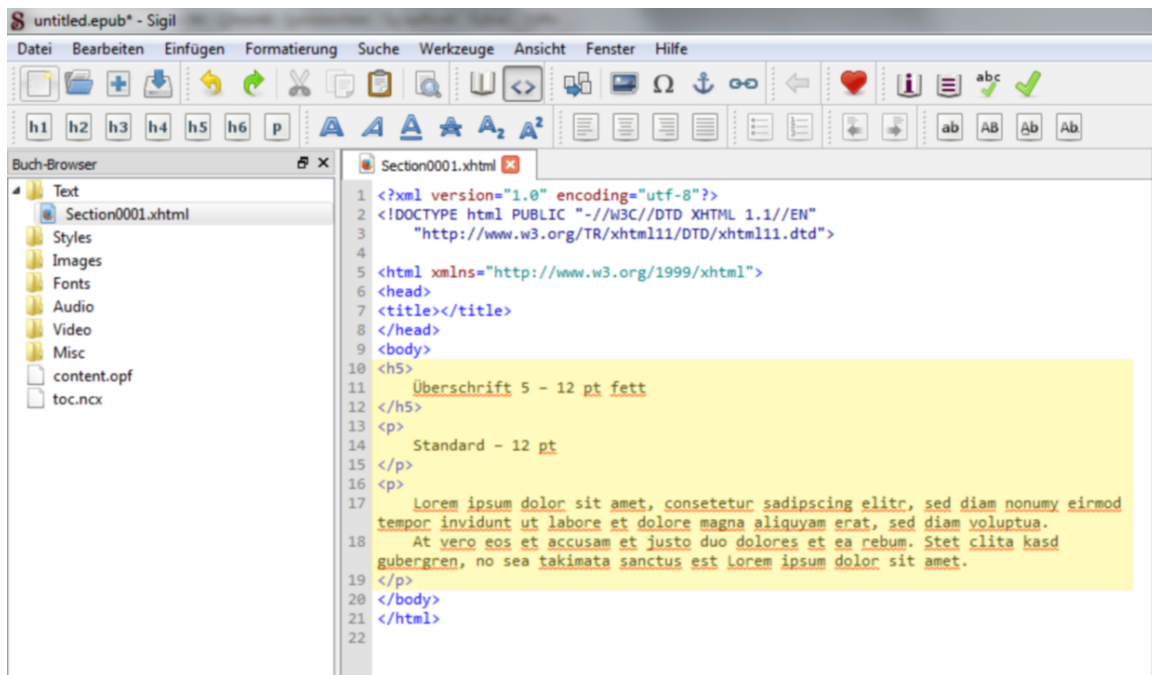 untitled.epub* - Sigil
Datei Bearbeiten Einfügen Formatierung Suche Werkzeuge Ansicht Fenster Hilfe
Ω abc
h1 h2 h3 h4 h5 h6 p A A A A A₂ A² ab AB Ab Ab
Buch-Browser
Section0001.xhtml
Text
Section0001.xhtml
Styles
Images
Fonts
Audio
Video
Misc
content.opf
toc.ncx
1 <?xml version="1.0" encoding="utf-8"?>
2 <!DOCTYPE html PUBLIC "-//W3C//DTD XHTML 1.1//EN"
3 "http://www.w3.org/TR/xhtml11/DTD/xhtml11.dtd">
4
5 <html xmlns="http://www.w3.org/1999/xhtml">
6 <head>
7 <title></title>
8 </head>
9 <body>
10 <h5>
11 Überschrift 5 – 12 pt fett
12 </h5>
13 <p>
14 Standard – 12 pt
15 </p>
16 <p>
17 Lorem ipsum dolor sit amet, consetetur sadipscing elitr, sed diam nonumy eirmod
tempor invidunt ut labore et dolore magna aliquyam erat, sed diam voluptua.
18 At vero eos et accusam et justo duo dolores et ea rebum. Stet clita kasd
gubergren, no sea takimata sanctus est Lorem ipsum dolor sit amet.
19 </p>
20 </body>
21 </html>
22